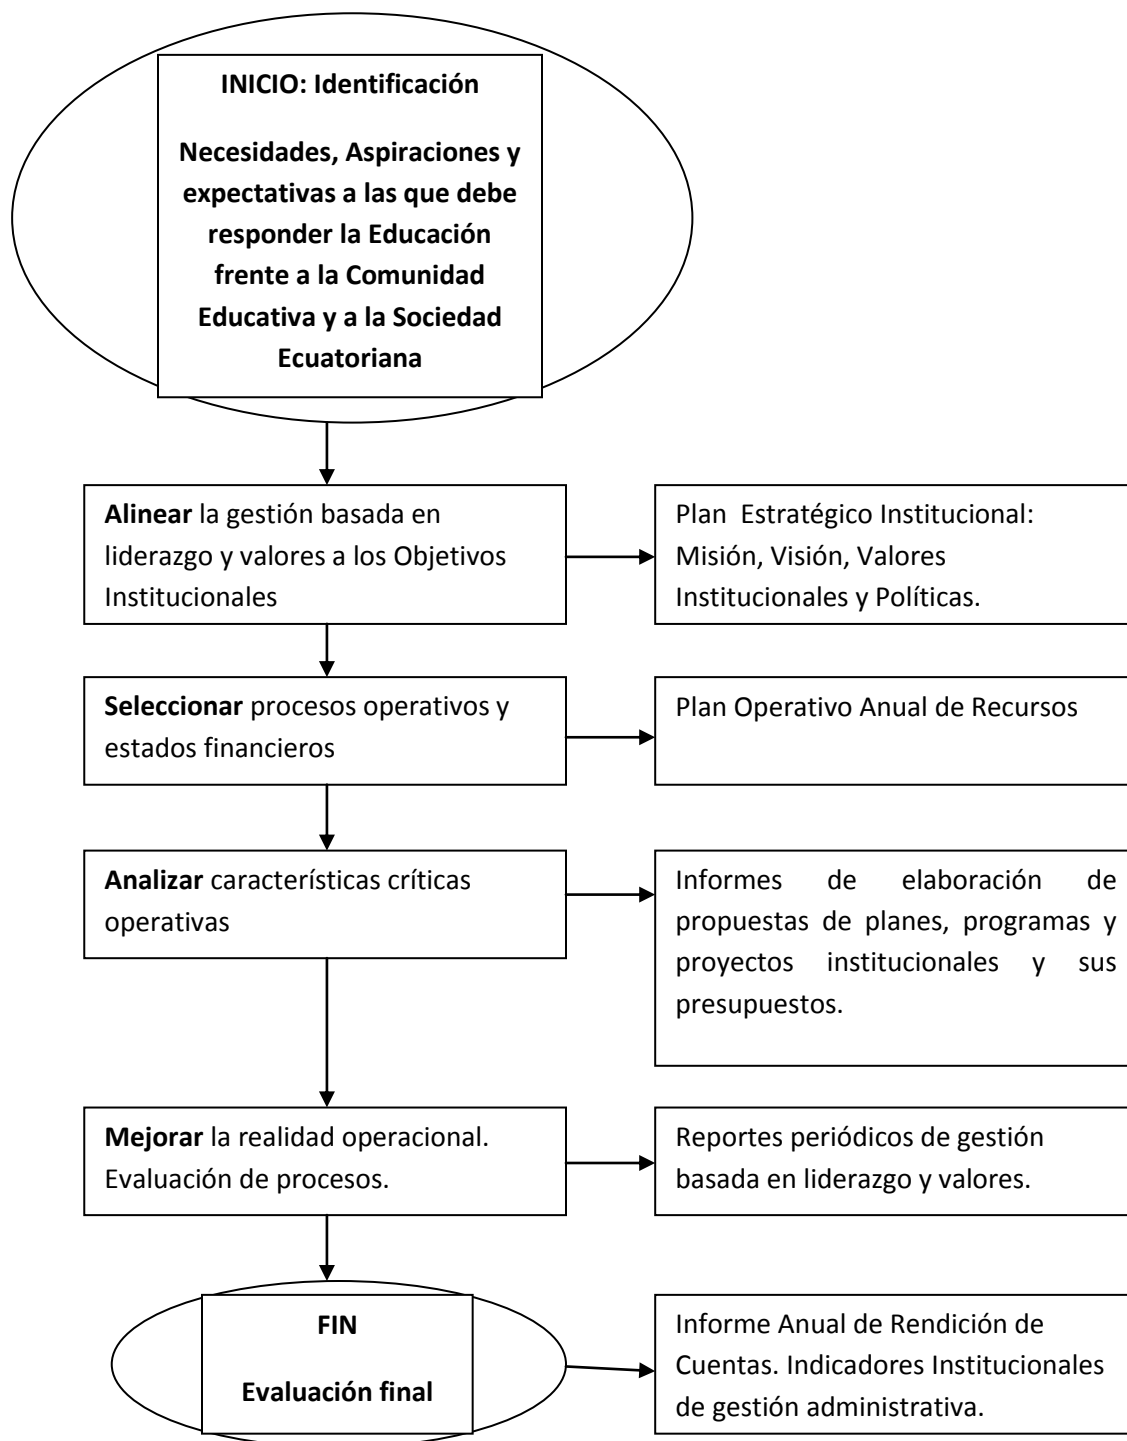 INICIO: Identificación
Necesidades, Aspiraciones y
expectativas a las que debe
responder la Educación
frente a la Comunidad
Educativa y a la Sociedad
Ecuatoriana
Alinear la gestión basada en
liderazgo y valores a los Objetivos
Institucionales
Plan Estratégico Institucional:
Misión, Visión, Valores
Institucionales y Políticas.
Seleccionar procesos operativos y
estados financieros
Plan Operativo Anual de Recursos
Analizar características críticas
operativas
Informes de elaboración de
propuestas de planes, programas y
proyectos institucionales y sus
presupuestos.
Mejorar la realidad operacional.
Evaluación de procesos.
Reportes periódicos de gestión
basada en liderazgo y valores.
FIN
Evaluación final
Informe Anual de Rendición de
Cuentas. Indicadores Institucionales
de gestión administrativa.